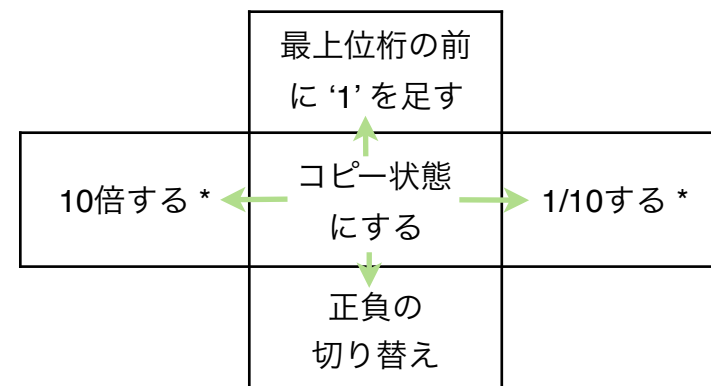 最上位桁の前
に ‘1’ を足す
10倍する *
コピー状態
にする
1/10する *
正負の
切り替え